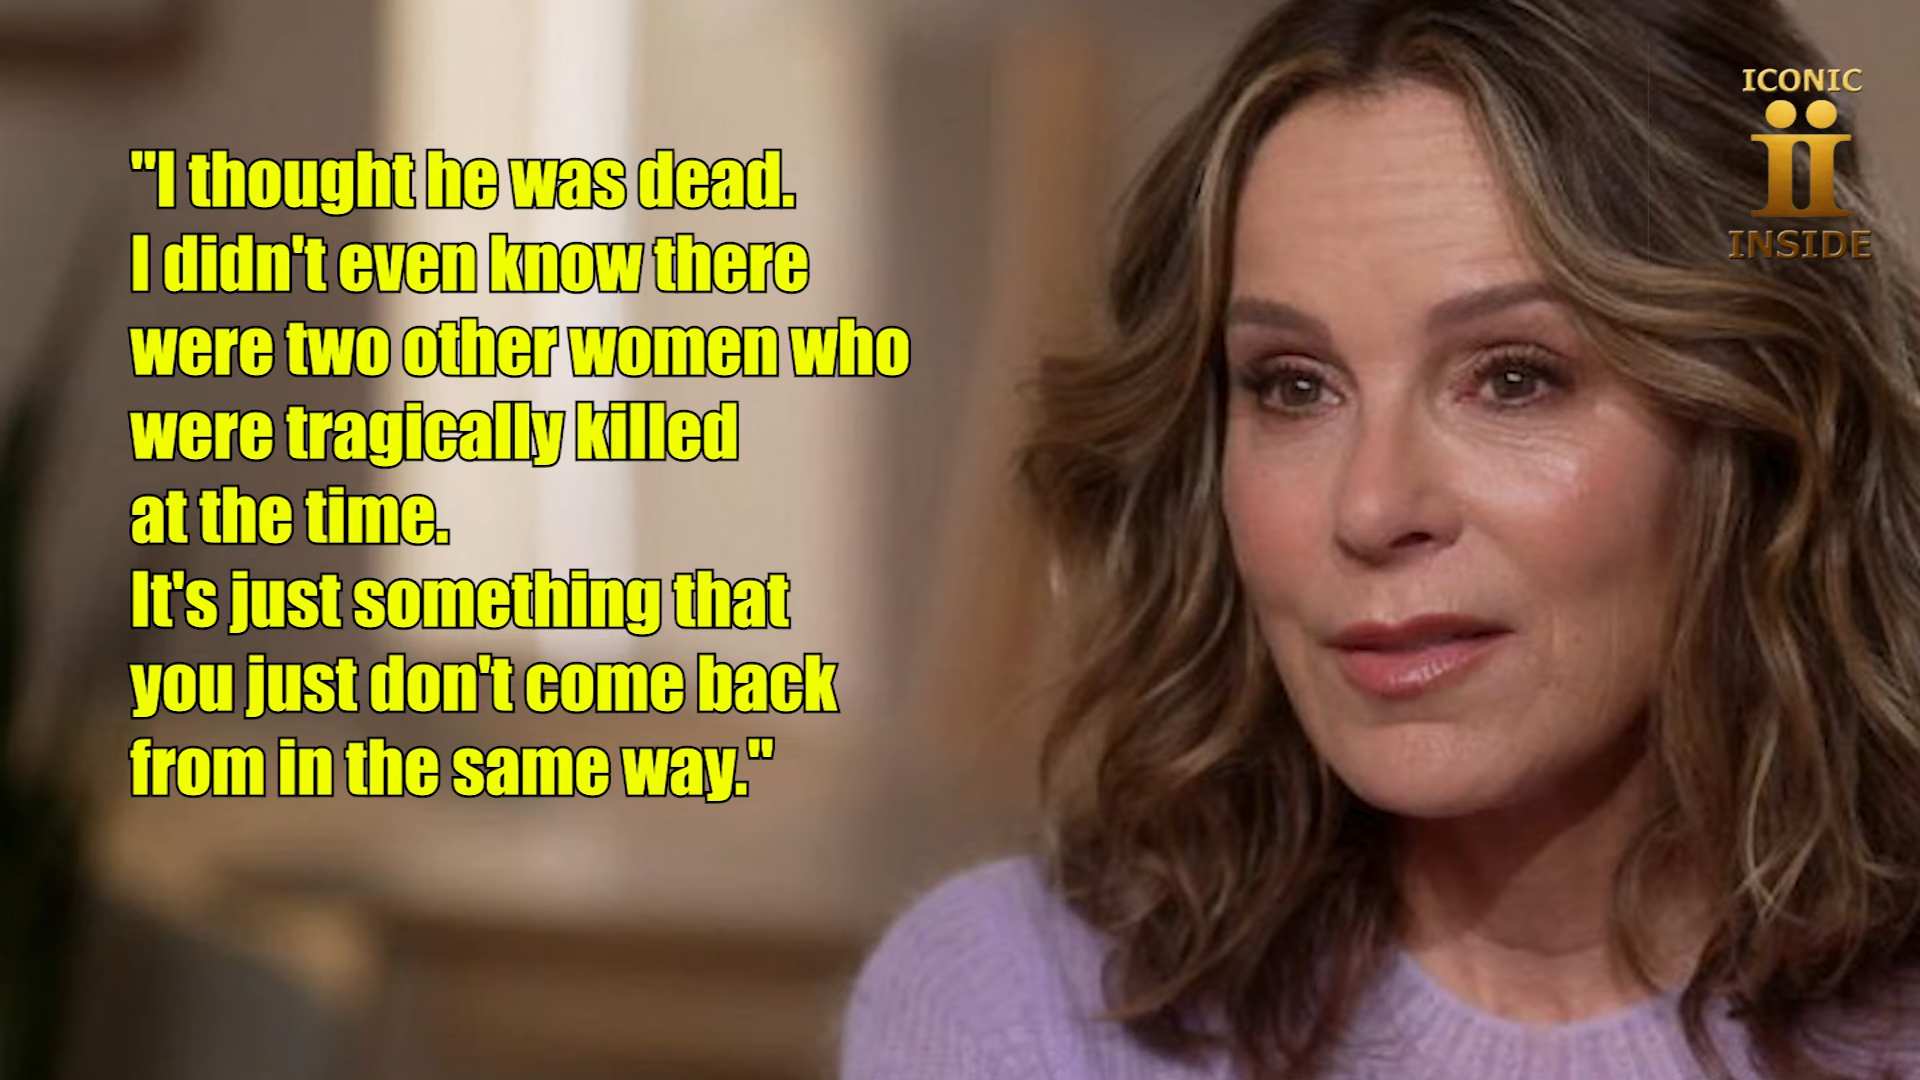 "I thought he was dead.
I didn't even know there
were two other women who
were tragically killed
at the time.
It's just something that
you just don't come back
from in the same way."
ICONIC
INSIDE